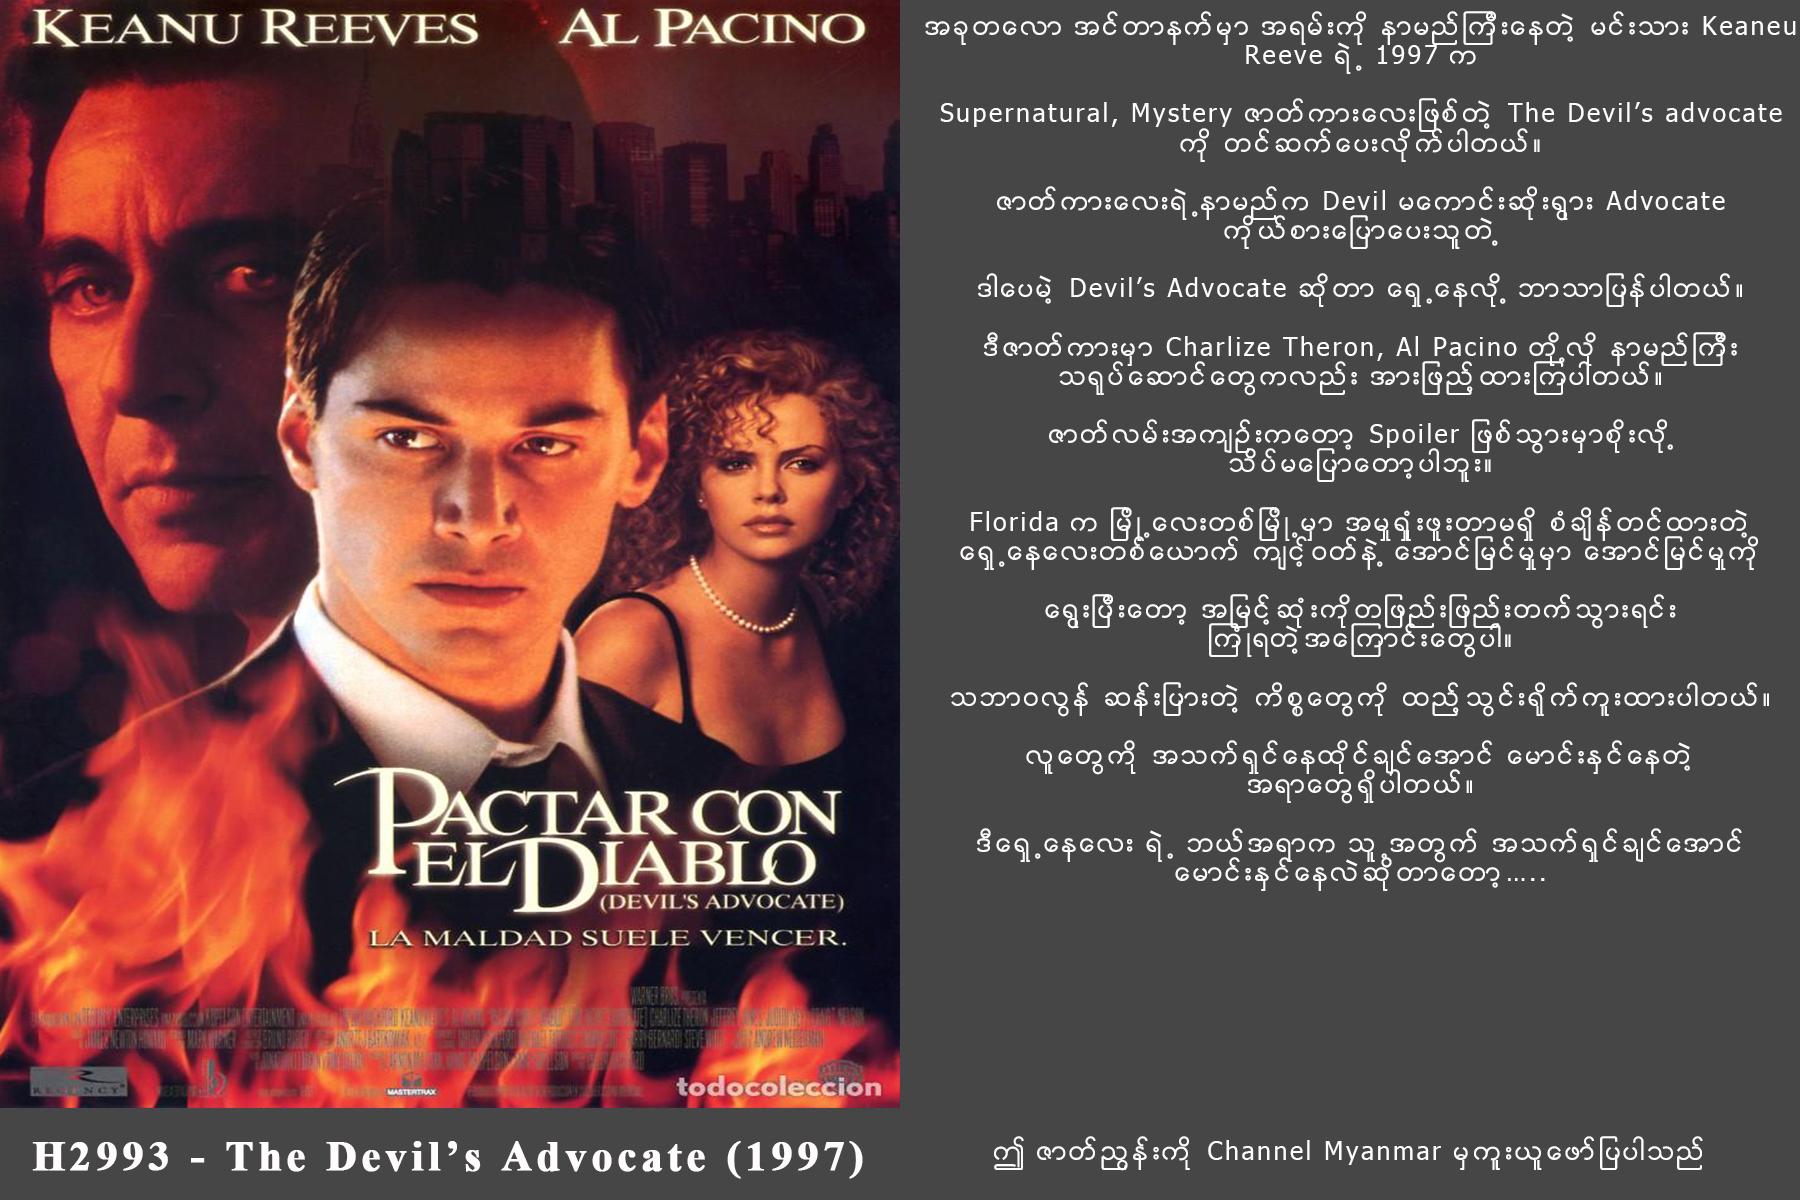 KEANU REEVES AL PACINO
PACTAR CON
EL DIABLO
(DEVIL'S ADVOCATE)
LA MALDAD SUELE VENCER.
WARNER BROS. PRESENTA
REGENCY
MASTERTRAX
todocoleccion
H2993 - The Devil's Advocate (1997)
အခုတလော အင်တာနက်မှာ အရမ်းကို နာမည်ကြီးနေတဲ့ မင်းသား Keaneu
Reeve ရဲ့ 1997 က
Supernatural, Mystery ဇာတ်ကားလေးဖြစ်တဲ့ The Devil's advocate
ကို တင်ဆက်ပေးလိုက်ပါတယ်။
ဇာတ်ကားလေးရဲ့နာမည်က Devil မကောင်းဆိုးရွား Advocate
ကိုယ်စားပြောပေးသူတဲ့
ဒါပေမဲ့ Devil's Advocate ဆိုတာ ရှေ့နေလို့ ဘာသာပြန်ပါတယ်။
ဒီဇာတ်ကားမှာ Charlize Theron, Al Pacino တို့လို နာမည်ကြီး
သရုပ်ဆောင်တွေကလည်း အားဖြည့်ထားကြပါတယ်။
ဇာတ်လမ်းအကျဉ်းကတော့ Spoiler ဖြစ်သွားမှာစိုးလို့
သိပ်မပြောတော့ပါဘူး။
Florida က မြို့လေးတစ်မြို့မှာ အမှုရှုံးဖူးတာမရှိ စံချိန်တင်ထားတဲ့
ရှေ့နေလေးတစ်ယောက် ကျင့်ဝတ်နဲ့ အောင်မြင်မှုမှာ အောင်မြင်မှုကို
ရွေးပြီးတော့ အမြင့်ဆုံးကိုတဖြည်းဖြည်းတက်သွားရင်း
ကြုံရတဲ့အကြောင်းတွေပါ။
သဘာဝလွန် ဆန်းပြားတဲ့ ကိစ္စတွေကို ထည့်သွင်းရိုက်ကူးထားပါတယ်။
လူတွေကို အသက်ရှင်နေထိုင်ချင်အောင် မောင်းနှင်နေတဲ့
အရာတွေရှိပါတယ်။
ဒီရှေ့နေလေး ရဲ့ ဘယ်အရာက သူ့အတွက် အသက်ရှင်ချင်အောင်
မောင်းနှင်နေလဲဆိုတာတော့…..
ဤ ဇာတ်ညွှန်းကို Channel Myanmar မှကူးယူဖော်ပြပါသည်